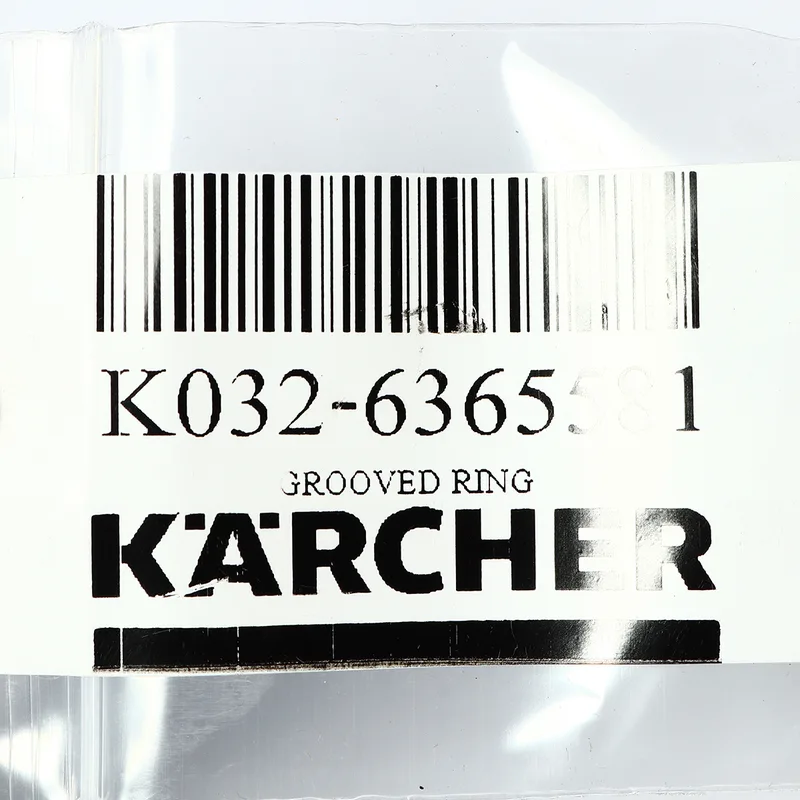 K032-6365581
GROOVED RING
KÄRCHER